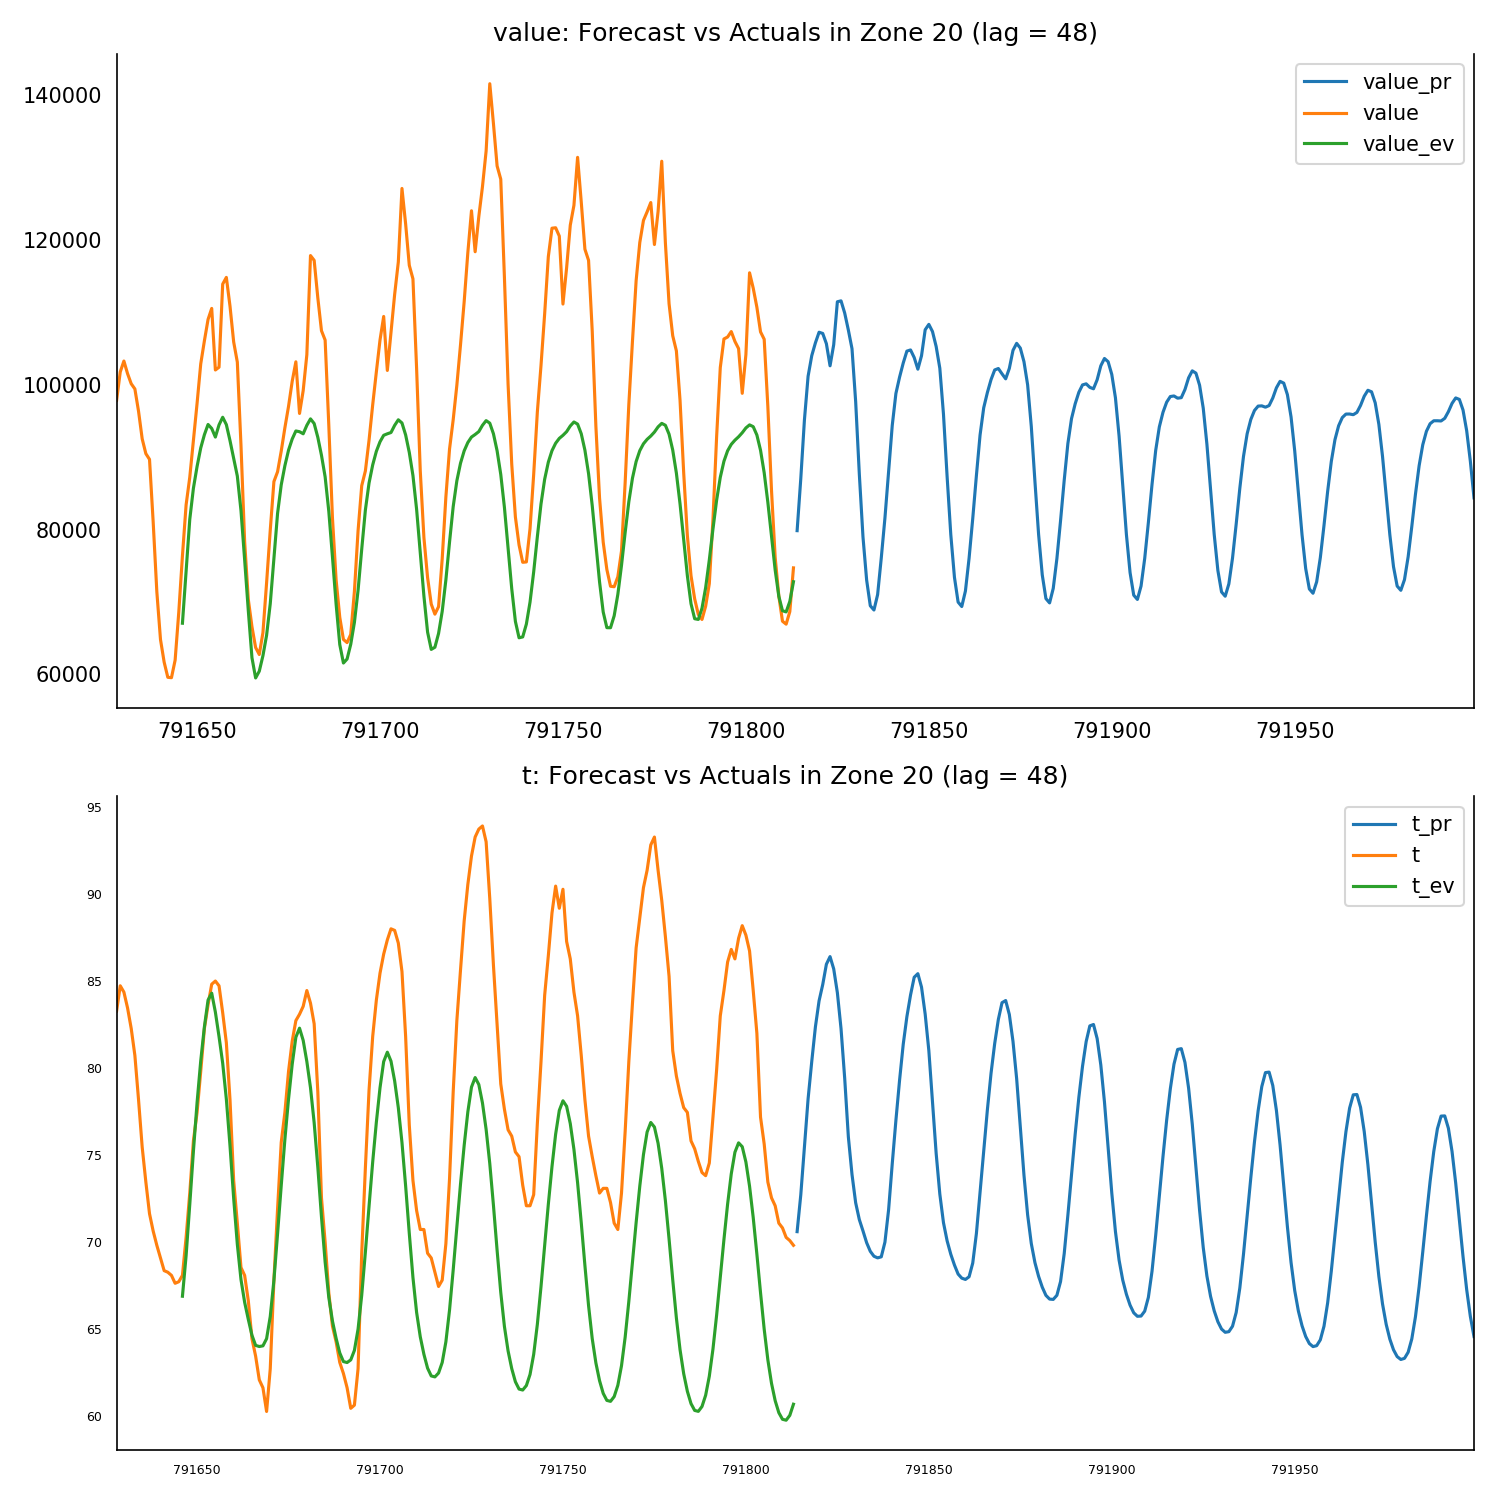 value: Forecast vs Actuals in Zone 20 (lag = 48)
140000
120000
100000
80000
60000
value_pr
value
value_ev
791650 791700 791750 791800 791850 791900 791950
t: Forecast vs Actuals in Zone 20 (lag = 48)
95
90
85
80
75
70
65
60
t_pr
t
t_ev
791650 791700 791750 791800 791850 791900 791950